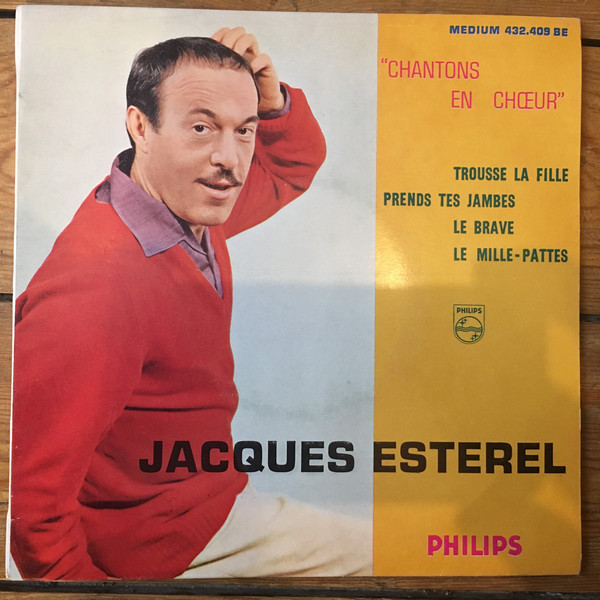 MEDIUM 432.409 BE
"CHANTONS
EN CHŒUR"
TROUSSE LA FILLE
PRENDS TES JAMBES
LE BRAVE
LE MILLE-PATTES
PHILIPS
JACQUES ESTEREL
PHILIPS